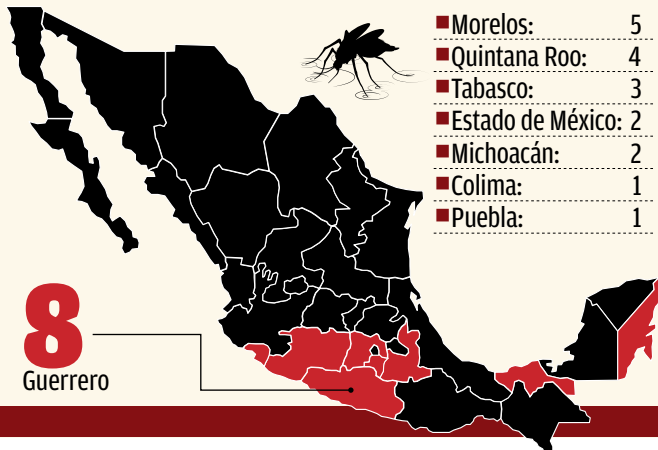 Morelos: 5
Quintana Roo: 4
Tabasco: 3
Estado de México: 2
Michoacán: 2
Colima: 1
Puebla: 1
8
Guerrero